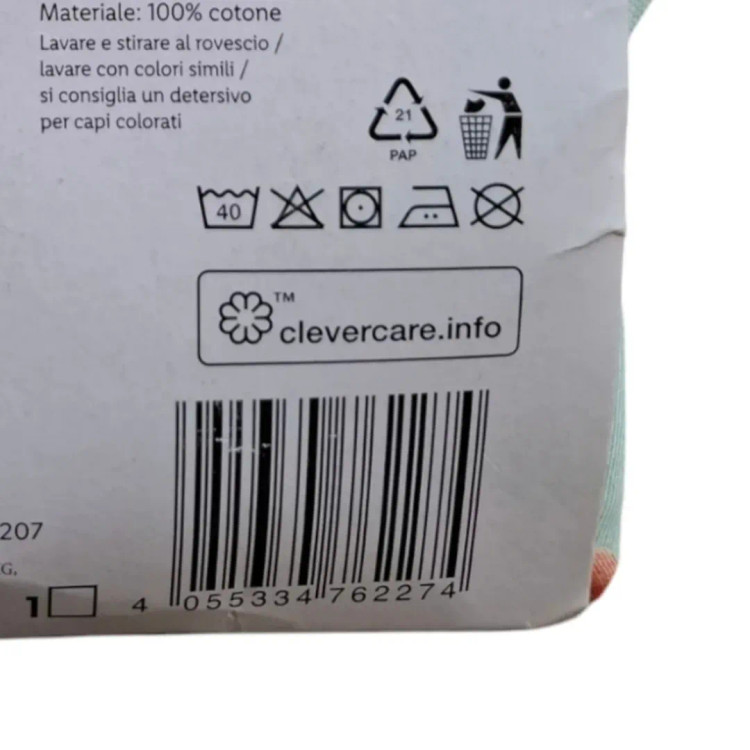 Materiale: 100% cotone
Lavare e stirare al rovescio /
lavare con colori simili /
si consiglia un detersivo
per capi colorati
21
PAP
40
TM
clevercare.info
207
G,
1
4 055334 762274